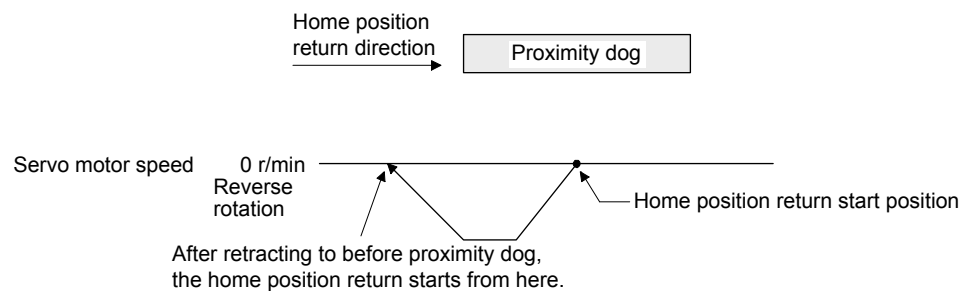 Home position
return direction
Proximity dog
Servo motor speed 0 r/min
Reverse
rotation
Home position return start position
After retracting to before proximity dog,
the home position return starts from here.